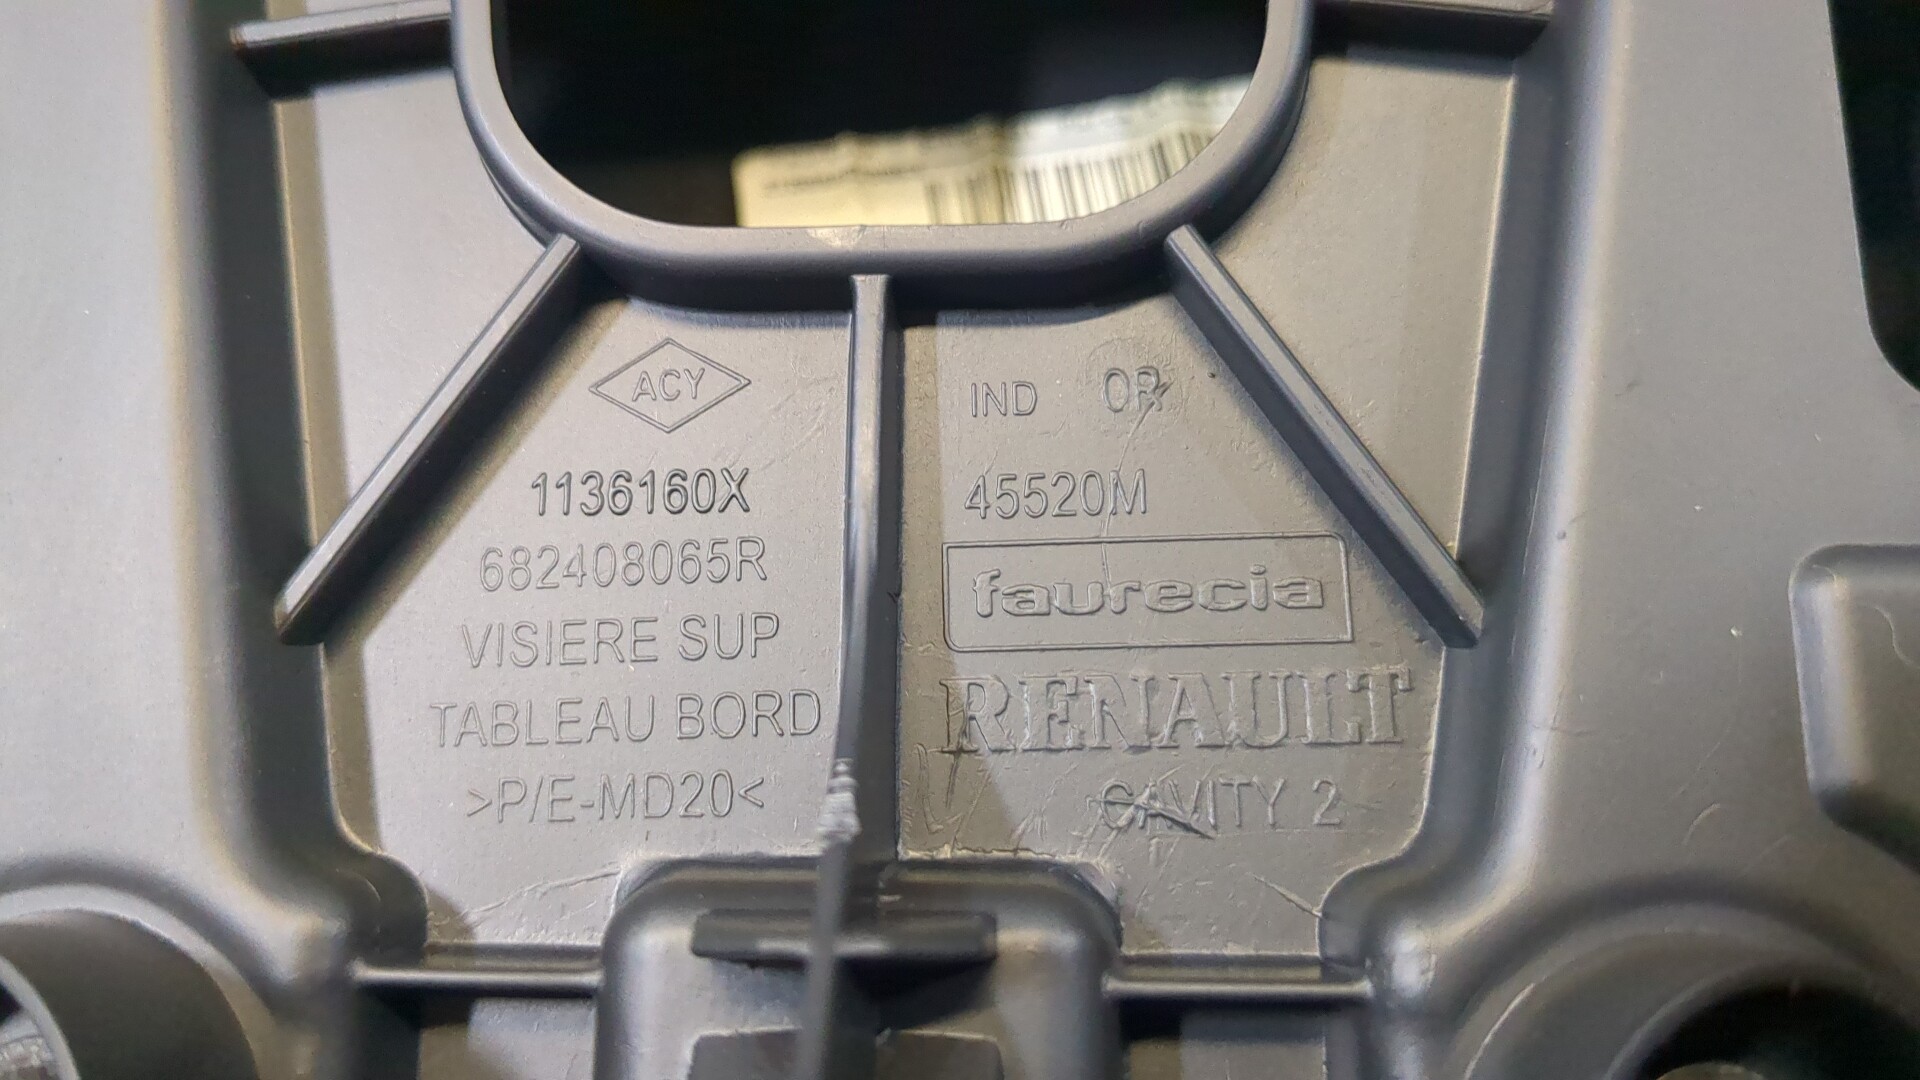 ACY
1136160X
682408065R
VISIERE SUP
TABLEAU BORD
>P/E-MD20<
IND OR
45520M
faurecia
RENAULT
CAVITY 2